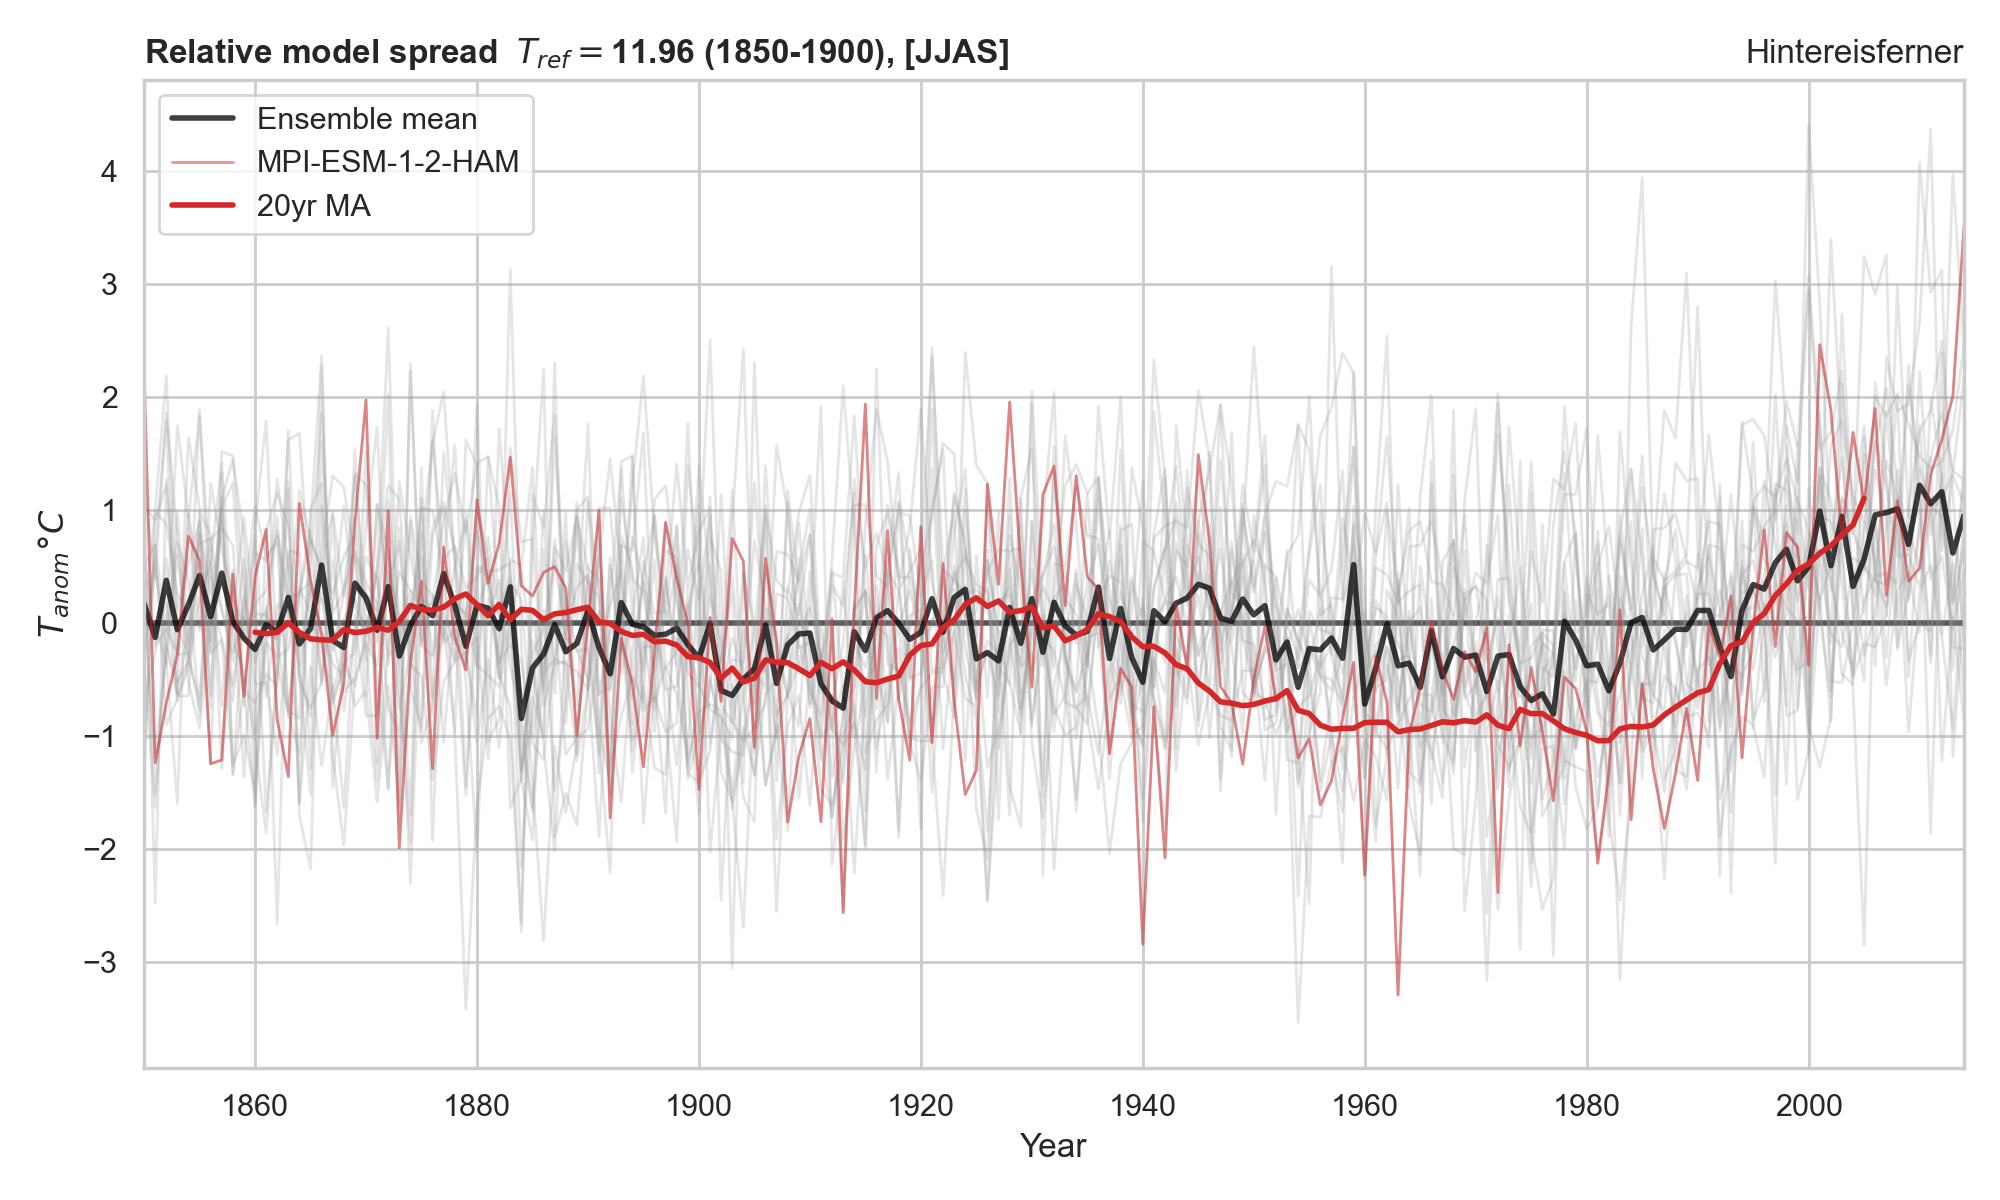 Relative model spread T_ref = 11.96 (1850-1900), [JJAS]
Hintereisferner
Ensemble mean
MPI-ESM-1-2-HAM
20yr MA
4
3
2
1
0
−1
−2
−3
T_anom °C
1860 1880 1900 1920 1940 1960 1980 2000
Year